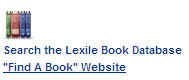 Search the Lexile Book Database
"Find A Book" Website